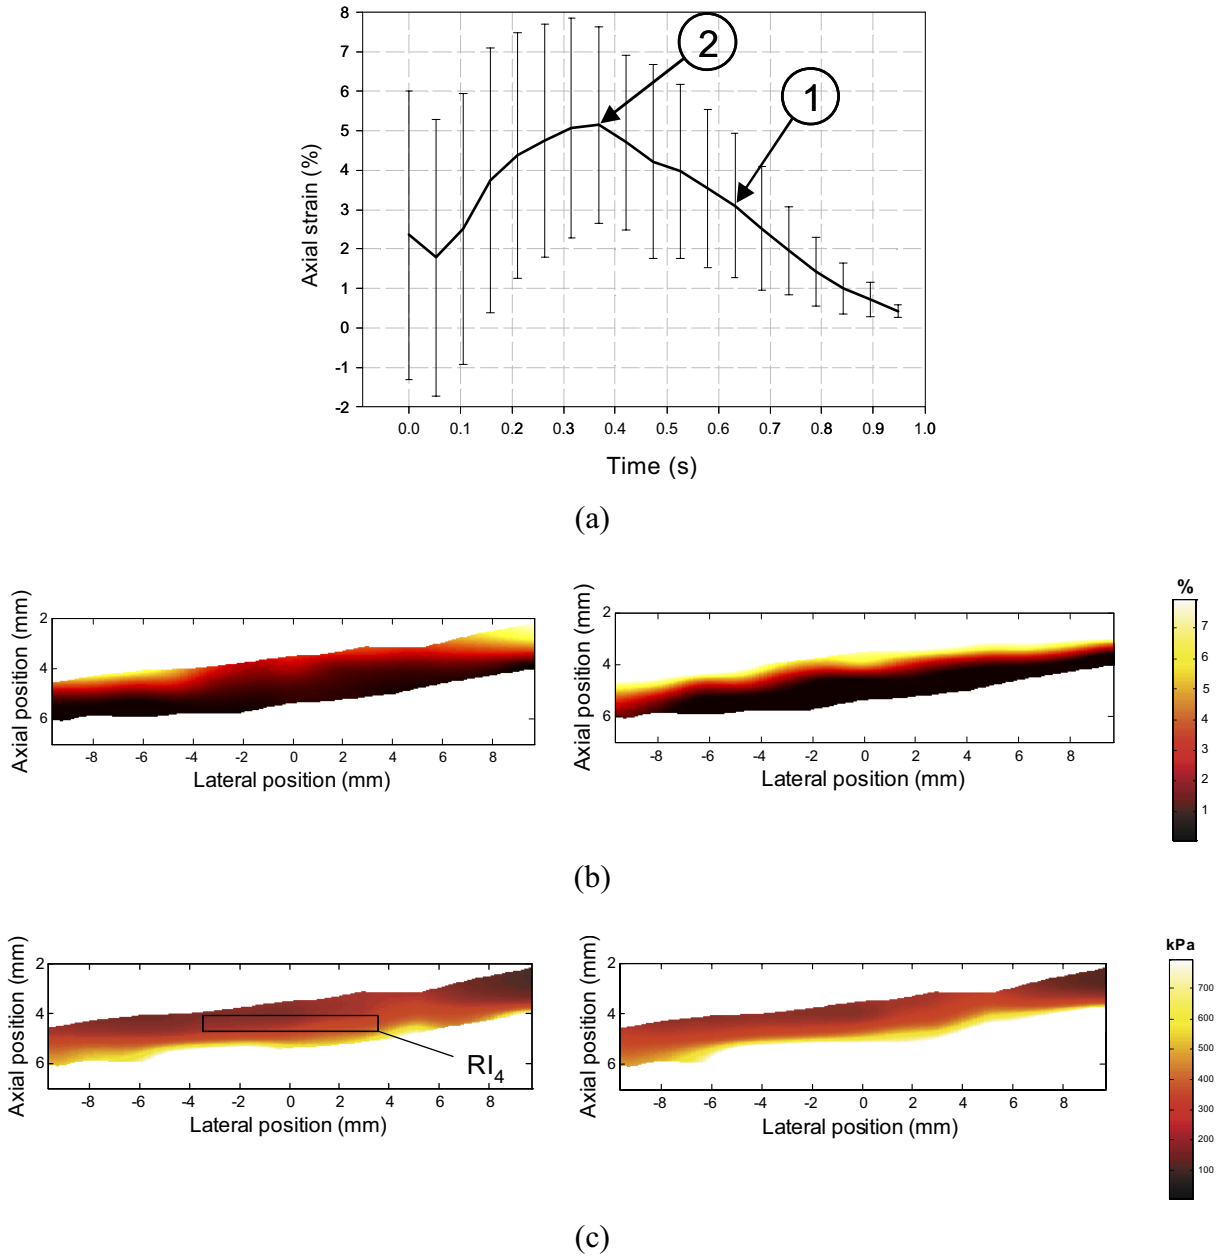 8
7
6
5
4
3
2
1
0
-1
-2
Axial strain (%)
2
1
0.0 0.1 0.2 0.3 0.4 0.5 0.6 0.7 0.8 0.9 1.0
Time (s)
(a)
Axial position (mm)
2
4
6
-8 -6 -4 -2 0 2 4 6 8
Lateral position (mm)
Axial position (mm)
2
4
6
-8 -6 -4 -2 0 2 4 6 8
Lateral position (mm)
%
7
6
5
4
3
2
1
(b)
Axial position (mm)
2
4
6
RI4
-8 -6 -4 -2 0 2 4 6 8
Lateral position (mm)
Axial position (mm)
2
4
6
-8 -6 -4 -2 0 2 4 6 8
Lateral position (mm)
kPa
700
600
500
400
300
200
100
(c)